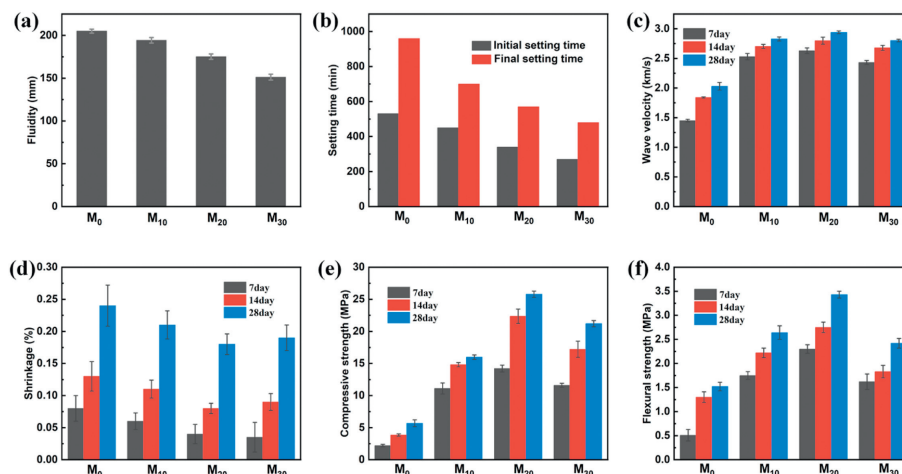 (a)
Fluidity (mm)
200
150
100
50
0
M0
M10
M20
M30
(b)
Setting time (min)
1000
800
600
400
200
0
Initial setting time
Final setting time
M0
M10
M20
M30
(c)
Wave velocity (km/s)
3.0
2.5
2.0
1.5
1.0
0.5
0.0
7day
14day
28day
M0
M10
M20
M30
(d)
Shrinkage (%)
0.30
0.25
0.20
0.15
0.10
0.05
0.00
7day
14day
28day
M0
M10
M20
M30
(e)
Compressive strength (MPa)
30
25
20
15
10
5
0
7day
14day
28day
M0
M10
M20
M30
(f)
Flexural strength (MPa)
4.0
3.5
3.0
2.5
2.0
1.5
1.0
0.5
0.0
7day
14day
28day
M0
M10
M20
M30